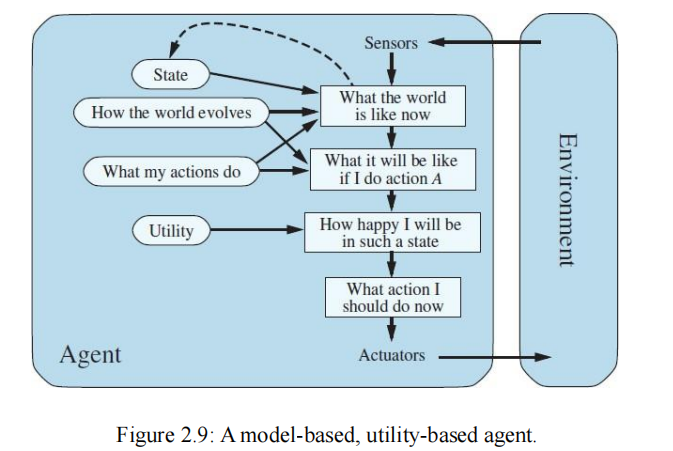 Sensors
State
What the world
is like now
How the world evolves
What my actions do
What it will be like
if I do action A
Utility
How happy I will be
in such a state
What action I
should do now
Agent
Actuators
Environment
Figure 2.9: A model-based, utility-based agent.